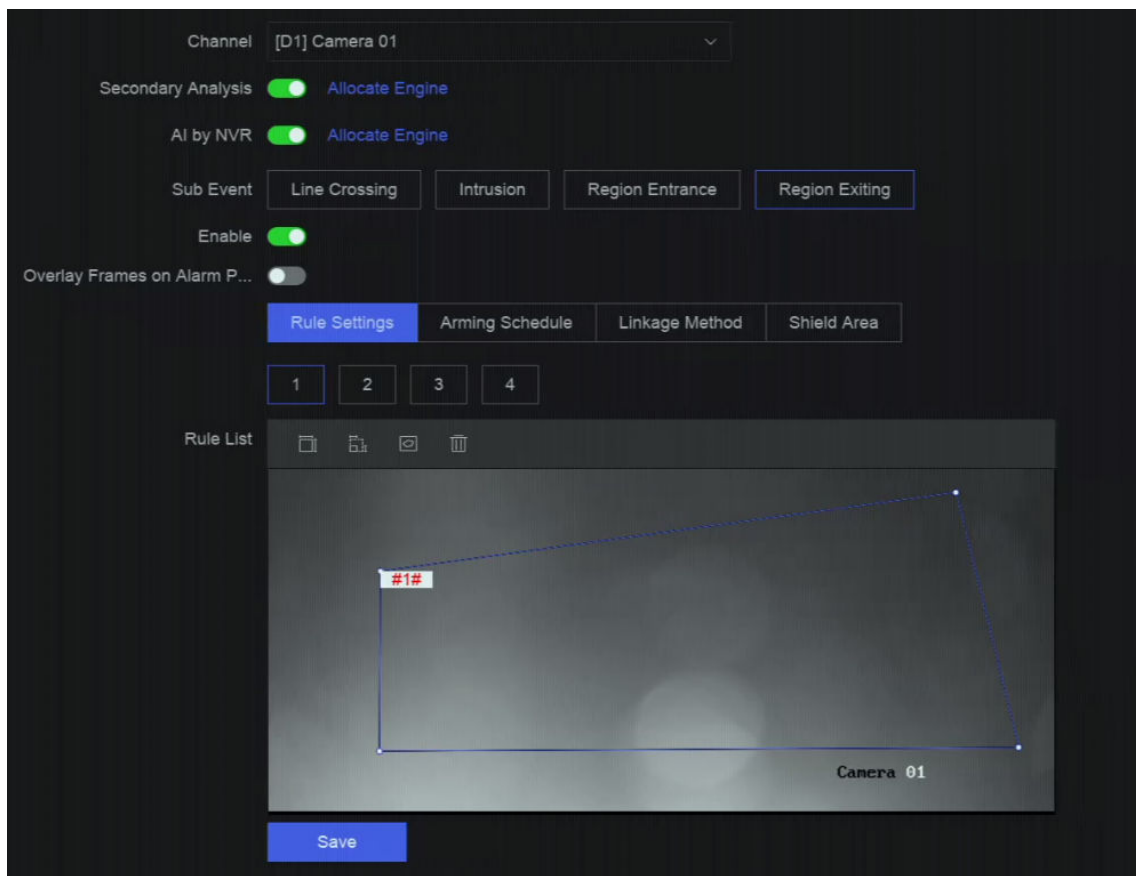 Channel [D1] Camera 01
Secondary Analysis Allocate Engine
AI by NVR Allocate Engine
Sub Event Line Crossing Intrusion Region Entrance Region Exiting
Enable
Overlay Frames on Alarm P...
Rule Settings Arming Schedule Linkage Method Shield Area
1 2 3 4
Rule List
#1#
Camera 01
Save